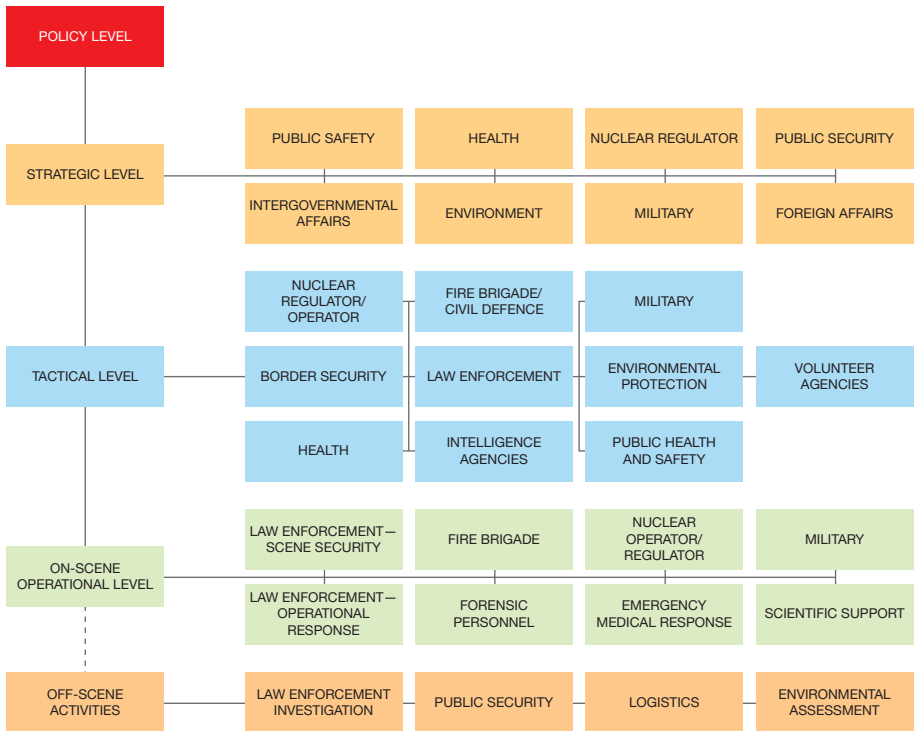 POLICY LEVEL
PUBLIC SAFETY
HEALTH
NUCLEAR REGULATOR
PUBLIC SECURITY
STRATEGIC LEVEL
INTERGOVERNMENTAL
AFFAIRS
ENVIRONMENT
MILITARY
FOREIGN AFFAIRS
NUCLEAR
REGULATOR/
OPERATOR
FIRE BRIGADE/
CIVIL DEFENCE
MILITARY
TACTICAL LEVEL
BORDER SECURITY
LAW ENFORCEMENT
ENVIRONMENTAL
PROTECTION
VOLUNTEER
AGENCIES
HEALTH
INTELLIGENCE
AGENCIES
PUBLIC HEALTH
AND SAFETY
LAW ENFORCEMENT—
SCENE SECURITY
FIRE BRIGADE
NUCLEAR
OPERATOR/
REGULATOR
MILITARY
ON-SCENE
OPERATIONAL LEVEL
LAW ENFORCEMENT—
OPERATIONAL
RESPONSE
FORENSIC
PERSONNEL
EMERGENCY
MEDICAL RESPONSE
SCIENTIFIC SUPPORT
OFF-SCENE
ACTIVITIES
LAW ENFORCEMENT
INVESTIGATION
PUBLIC SECURITY
LOGISTICS
ENVIRONMENTAL
ASSESSMENT